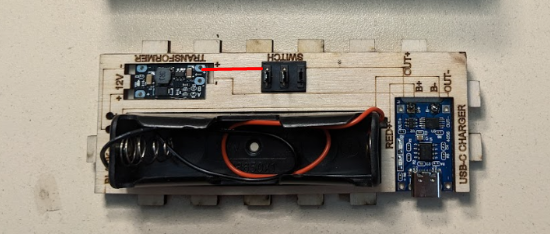 TRANSFORMER
SWITCH
12V
+
-
+
-
OUT+
B+
B-
OUT-
RED
USB-C CHARGER